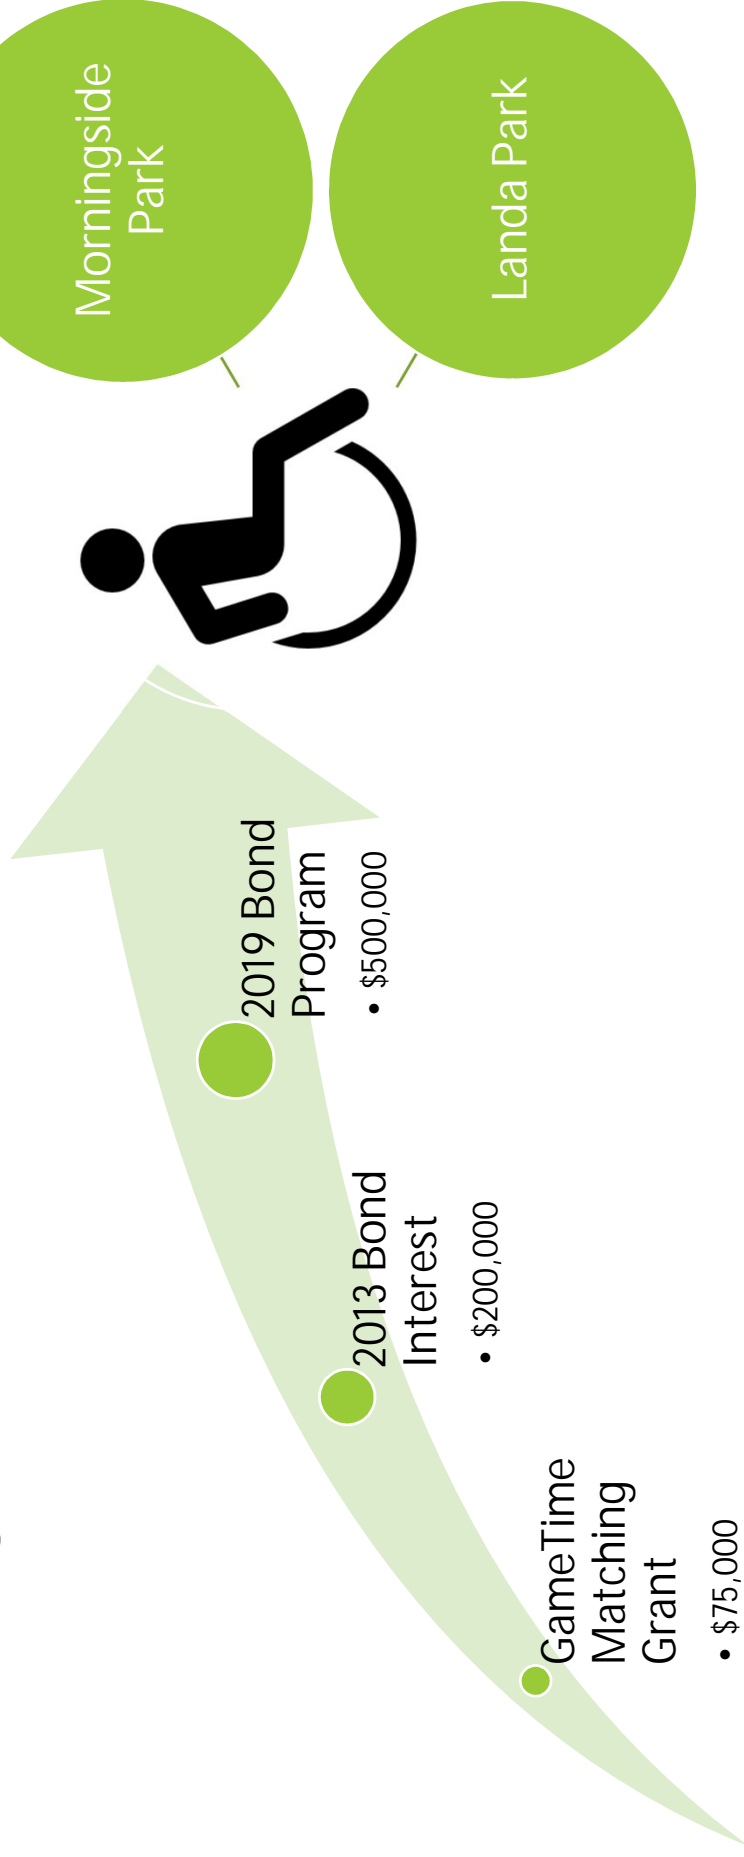 GameTime
Matching
Grant
• $75,000
2013 Bond
Interest
• $200,000
2019 Bond
Program
• $500,000
Morningside
Park
Landa Park